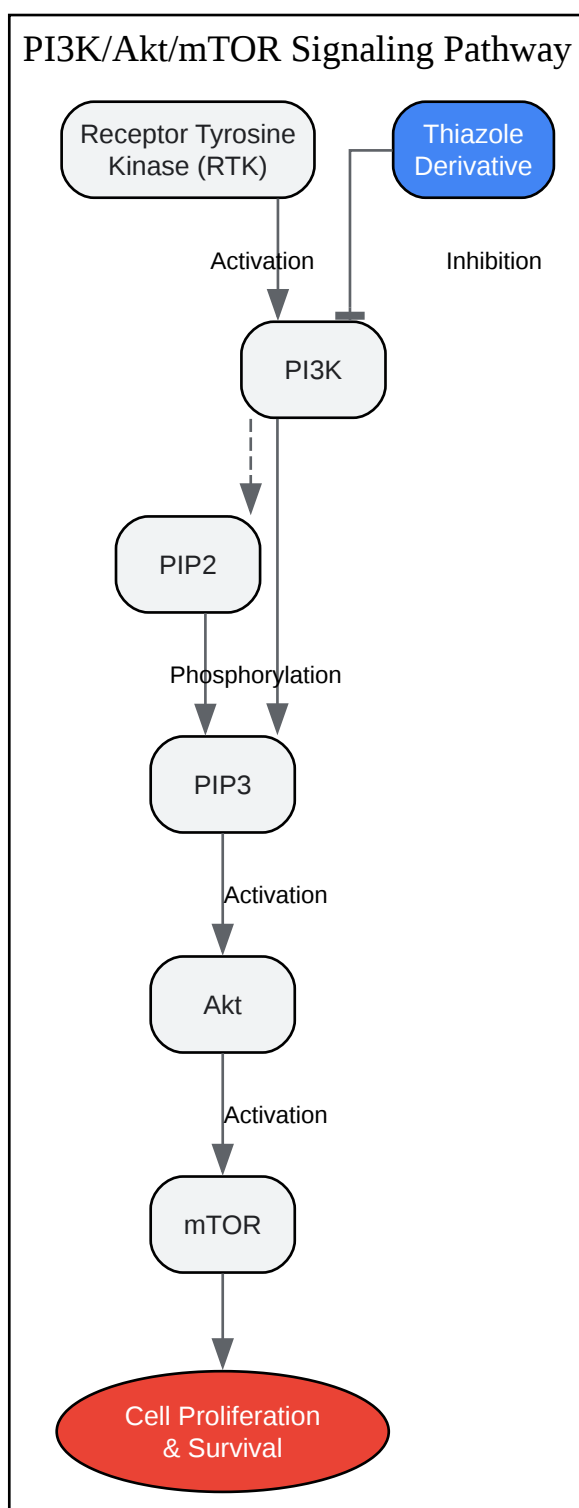 PI3K/Akt/mTOR Signaling Pathway
Receptor Tyrosine
Kinase (RTK)
Thiazole
Derivative
Activation
Inhibition
PI3K
PIP2
Phosphorylation
PIP3
Activation
Akt
Activation
mTOR
Cell Proliferation
& Survival